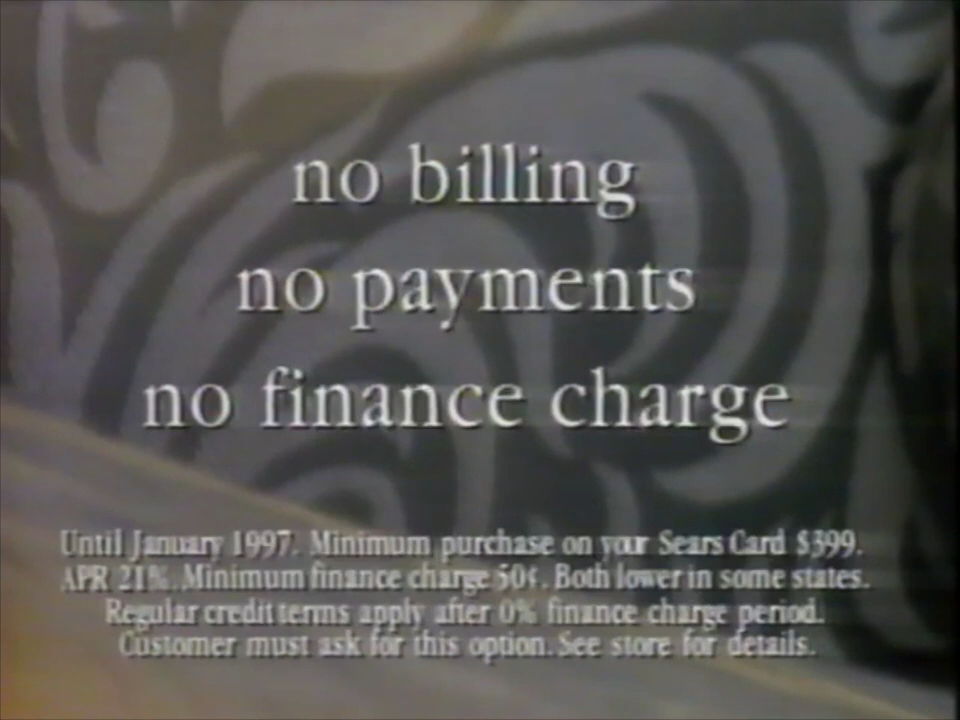 no billing
no payments
no finance charge
Until January 1997. Minimum purchase on your Sears Card $399.
APR 21%. Minimum finance charge 50¢. Both lower in some states.
Regular credit terms apply after 0% finance charge period.
Customer must ask for this option. See store for details.